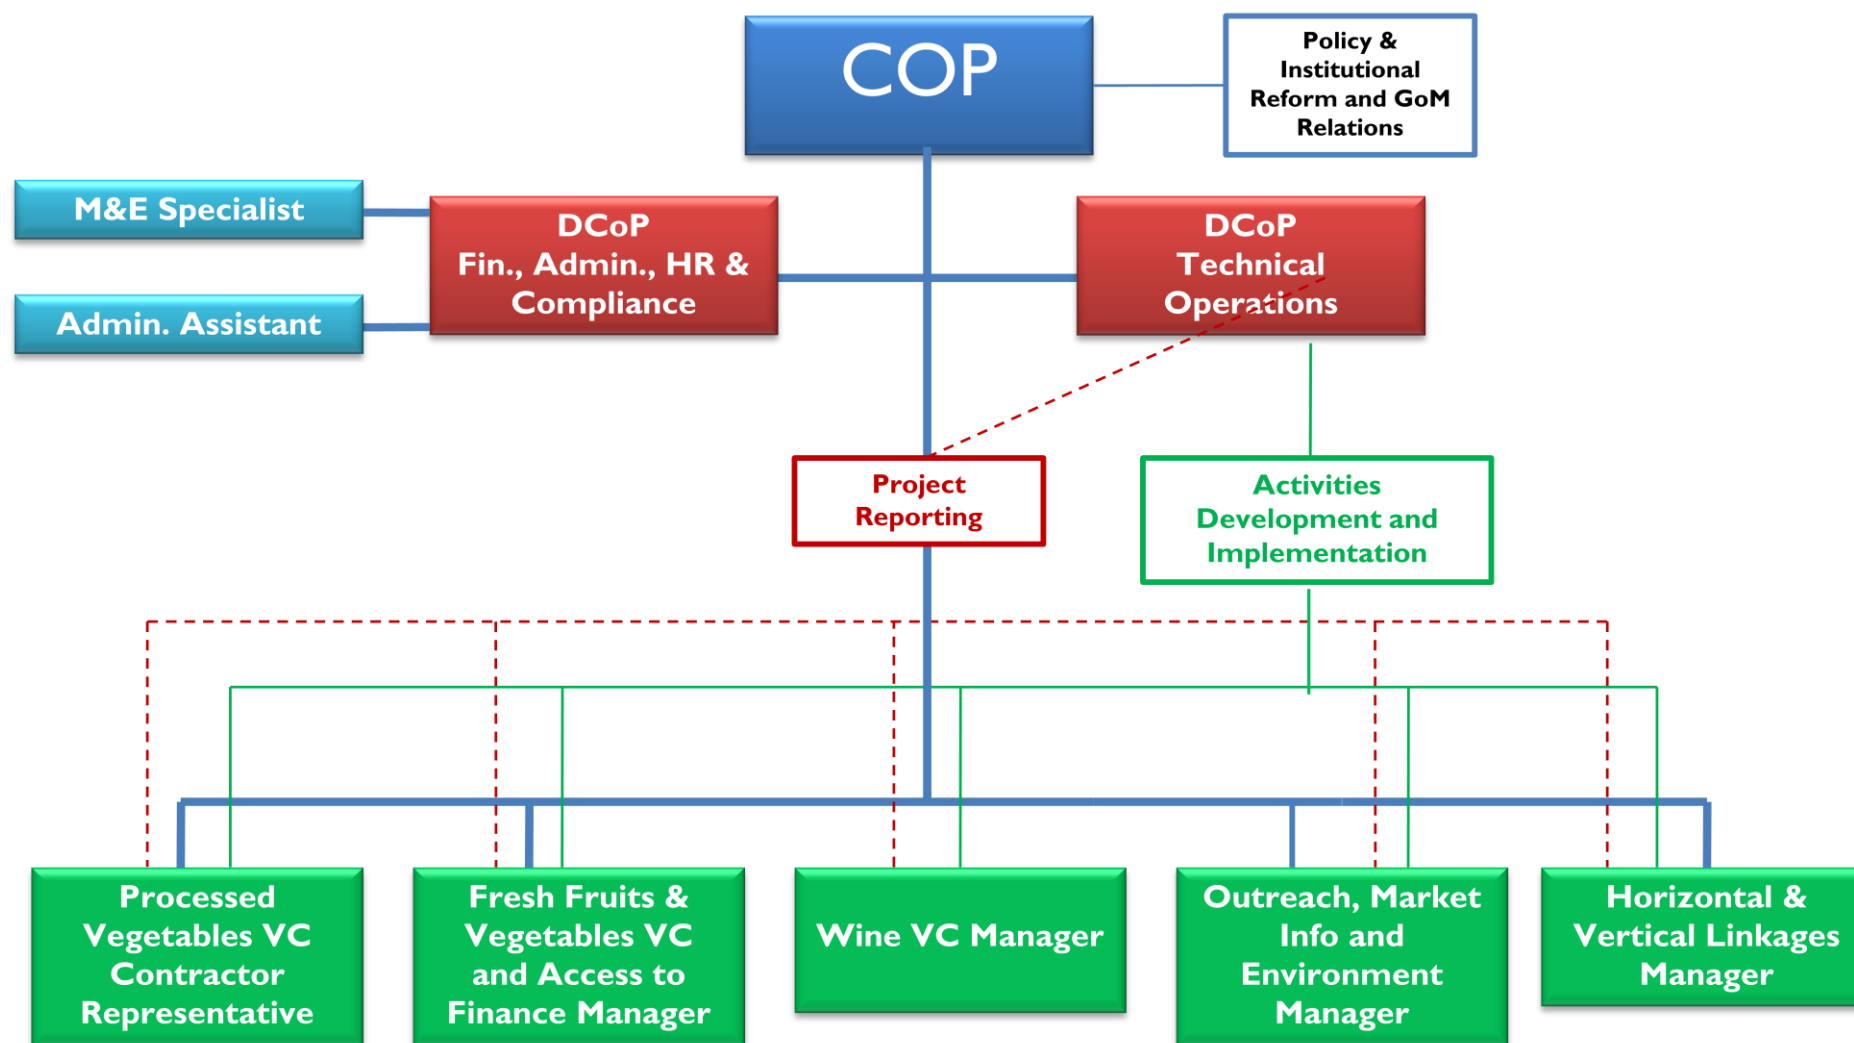 COP
Policy &
Institutional
Reform and GoM
Relations
M&E Specialist
Admin. Assistant
DCoP
Fin., Admin., HR &
Compliance
DCoP
Technical
Operations
Project
Reporting
Activities
Development and
Implementation
Processed
Vegetables VC
Contractor
Representative
Fresh Fruits &
Vegetables VC
and Access to
Finance Manager
Wine VC Manager
Outreach, Market
Info and
Environment
Manager
Horizontal &
Vertical Linkages
Manager